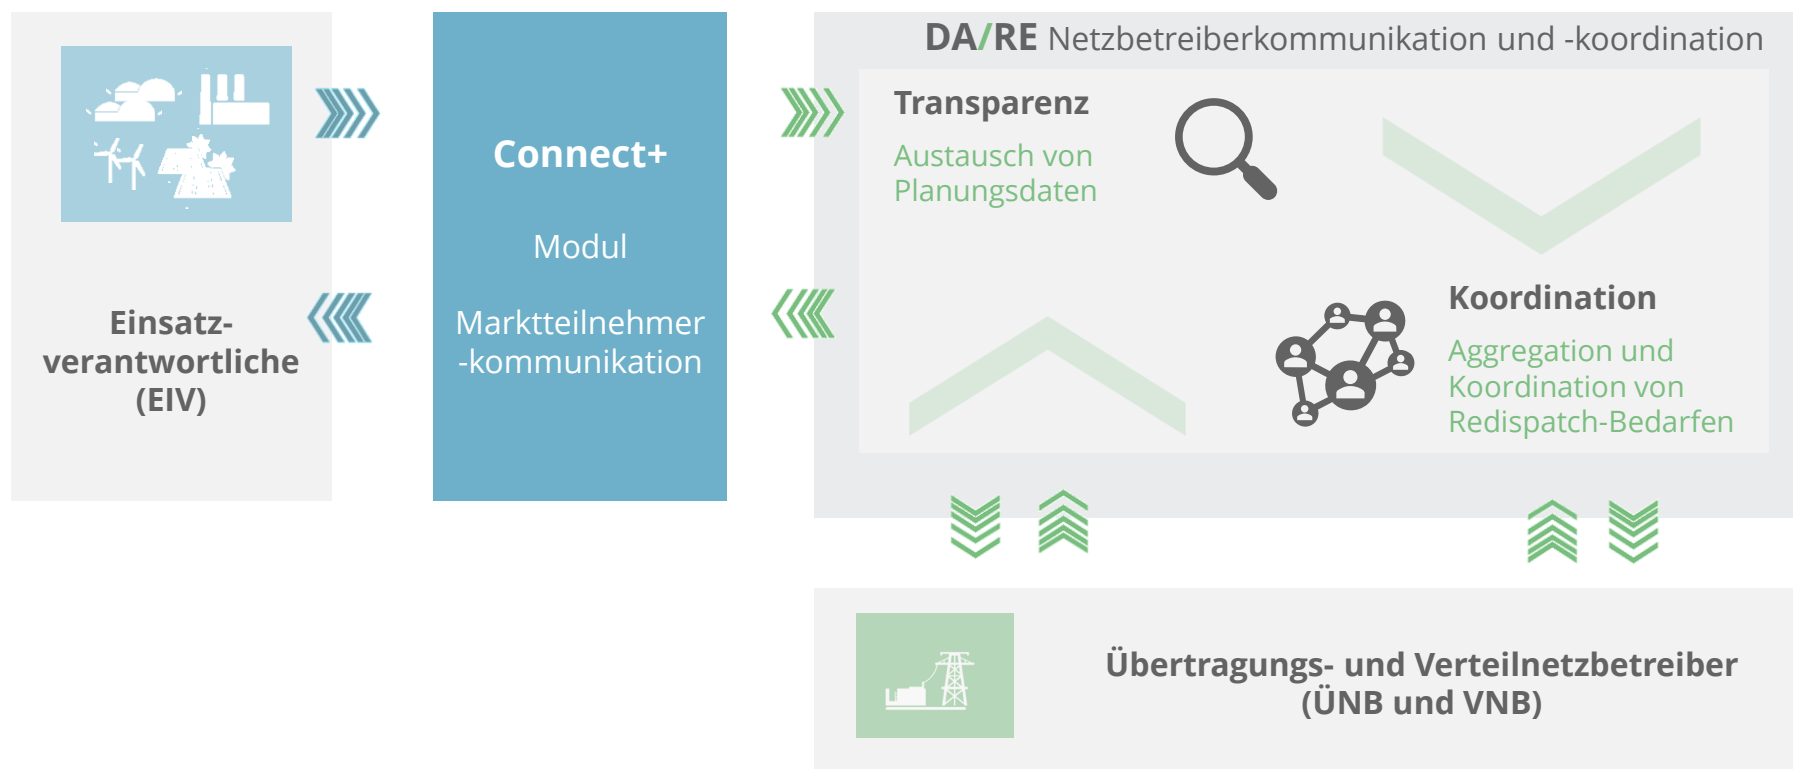 Einsatz-
verantwortliche
(EIV)
Connect+
Modul
Marktteilnehmer
-kommunikation
DA/RE Netzbetreiberkommunikation und -koordination
Transparenz
Austausch von
Planungsdaten
Koordination
Aggregation und
Koordination von
Redispatch-Bedarfen
Übertragungs- und Verteilnetzbetreiber
(ÜNB und VNB)